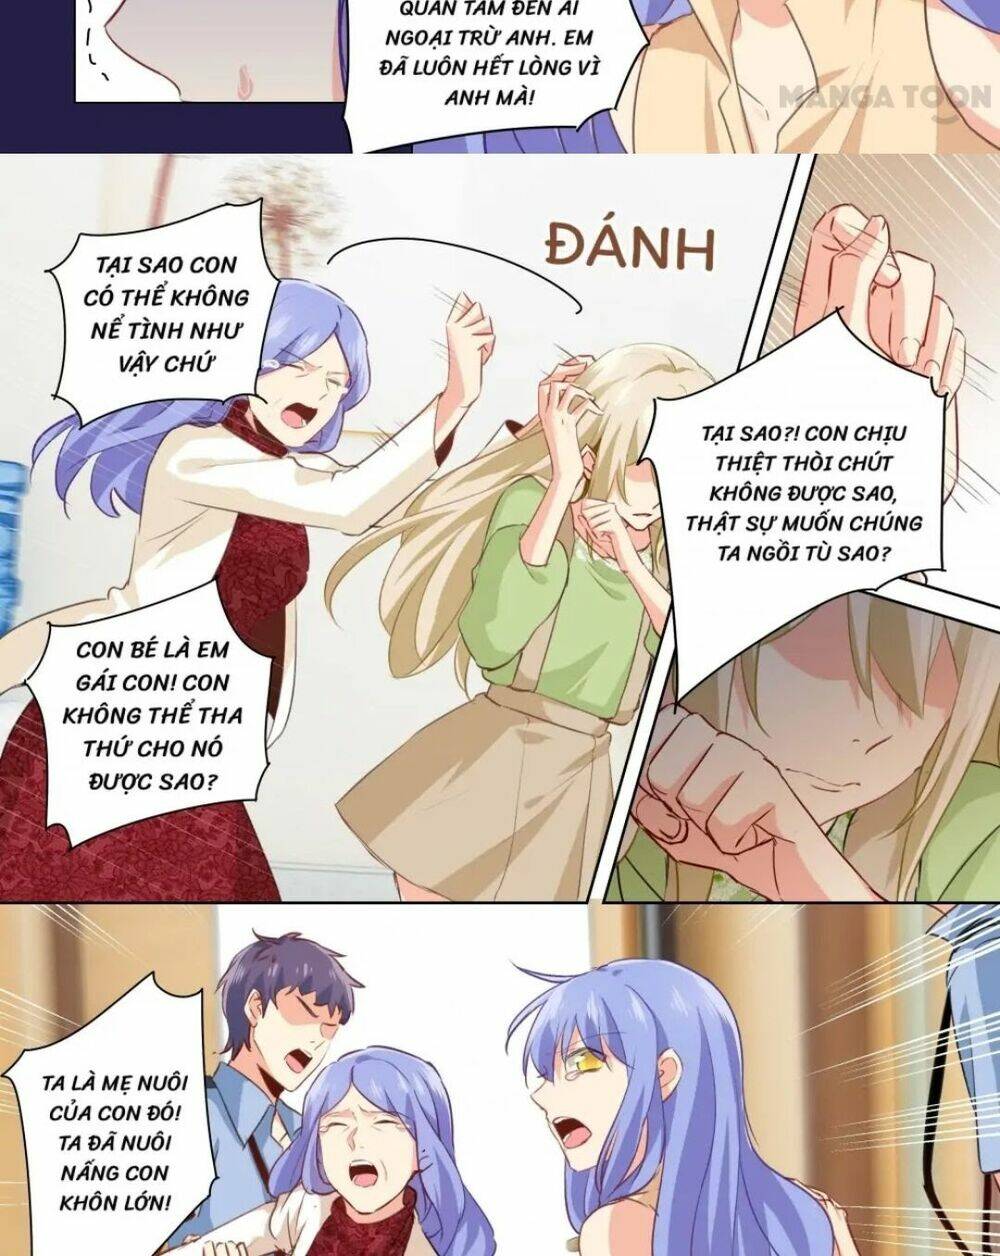 QUAN TÂM ĐẾN AI
NGOẠI TRỪ ANH. EM
ĐÃ LUÔN HẾT LÒNG VÌ
ANH MÀ!
MANGA TOON
ĐÁNH
TẠI SAO CON
CÓ THỂ KHÔNG
NỂ TÌNH NHƯ
VẬY CHỨ
TẠI SAO?! CON CHỊU
THIỆT THÒI CHÚT
KHÔNG ĐƯỢC SAO,
THẬT SỰ MUỐN CHÚNG
TA NGỒI TÙ SAO?
CON BÉ LÀ EM
GÁI CON! CON
KHÔNG THỂ THA
THỨ CHO NÓ
ĐƯỢC SAO?
TA LÀ MẸ NUÔI
CỦA CON ĐÓ!
TA ĐÃ NUÔI
NẤNG CON
KHÔN LỚN!